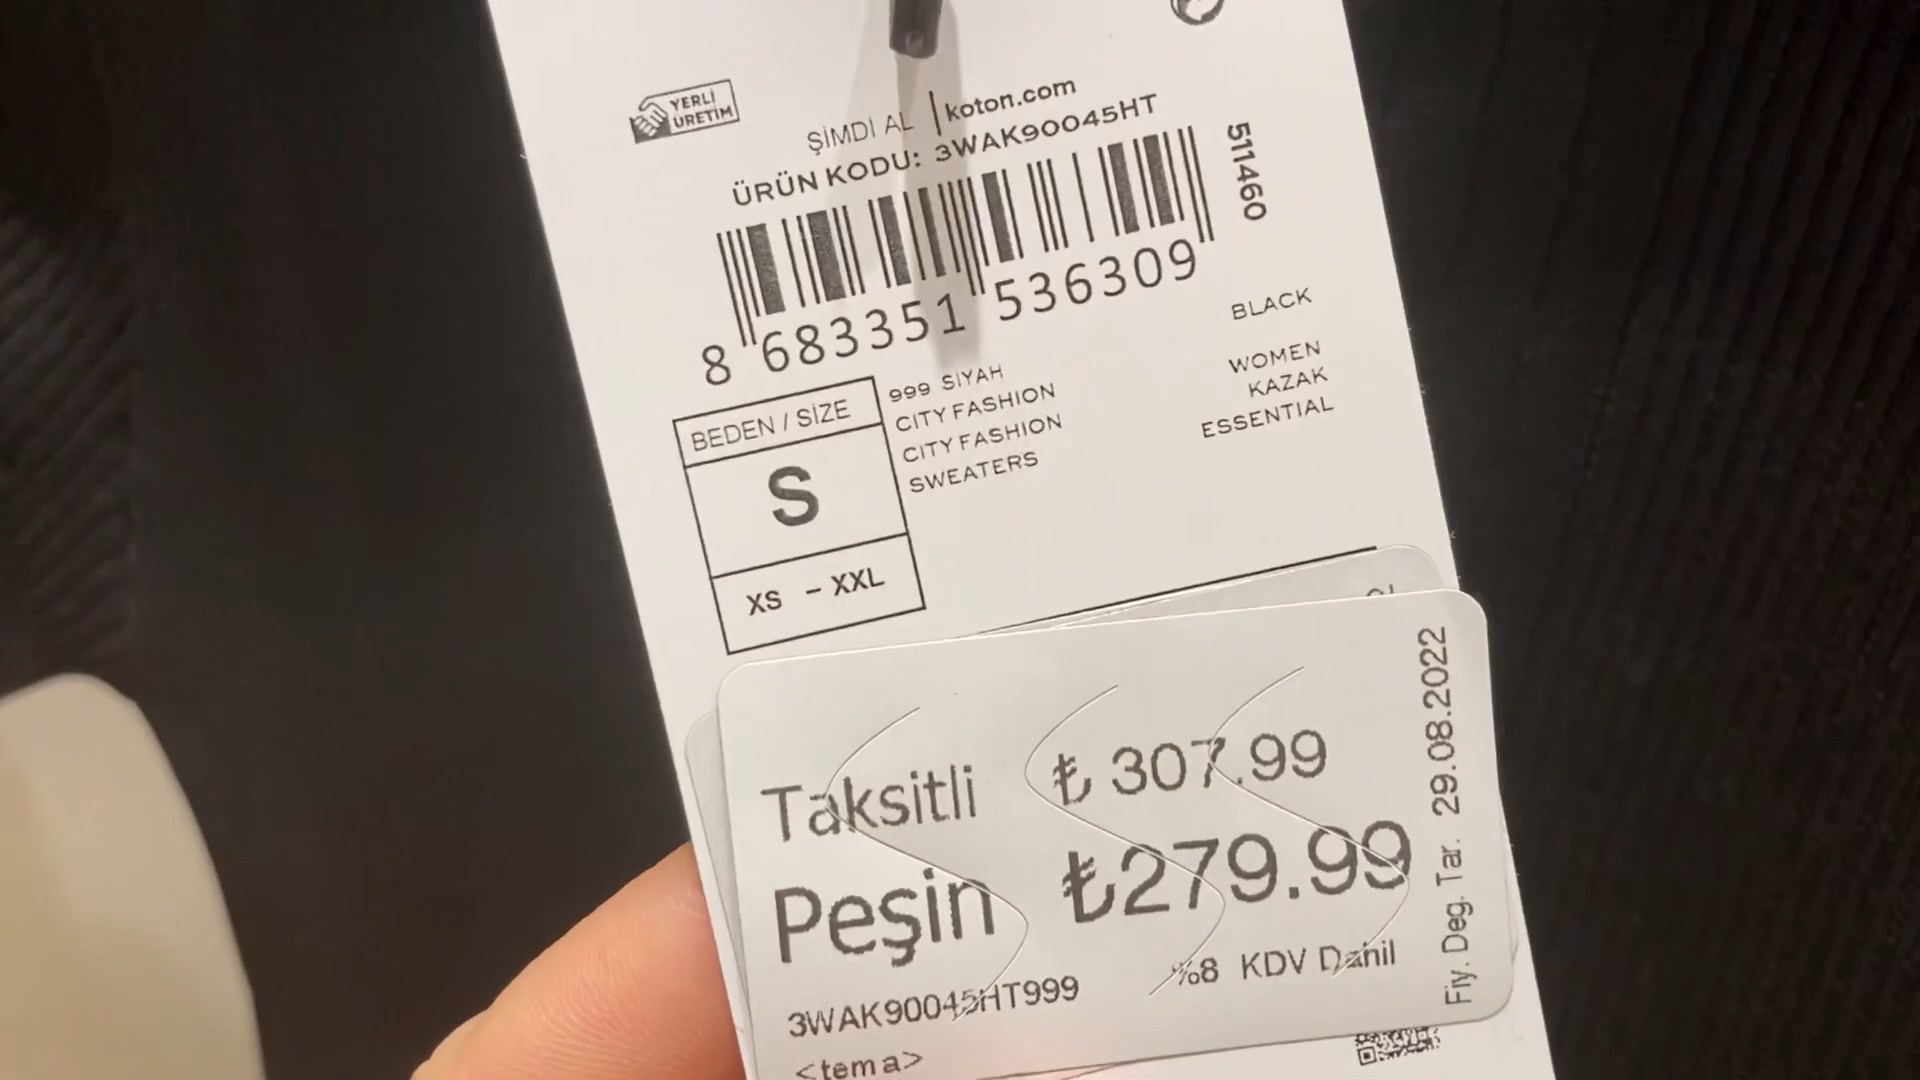 YERLİ
ÜRETİM
ŞİMDİ AL | koton.com
ÜRÜN KODU: 3WAK90045HT
511460
8 683351 536309
BLACK
BEDEN / SİZE
S
XS - XXL
999 SIYAH
CITY FASHION
CITY FASHION
SWEATERS
WOMEN
KAZAK
ESSENTIAL
Taksitli ₺ 307.99
Peşin ₺279.99
%8 KDV Dahil
3WAK90045HT999
<tema>
Fiy. Deg. Tar. 29.08.2022